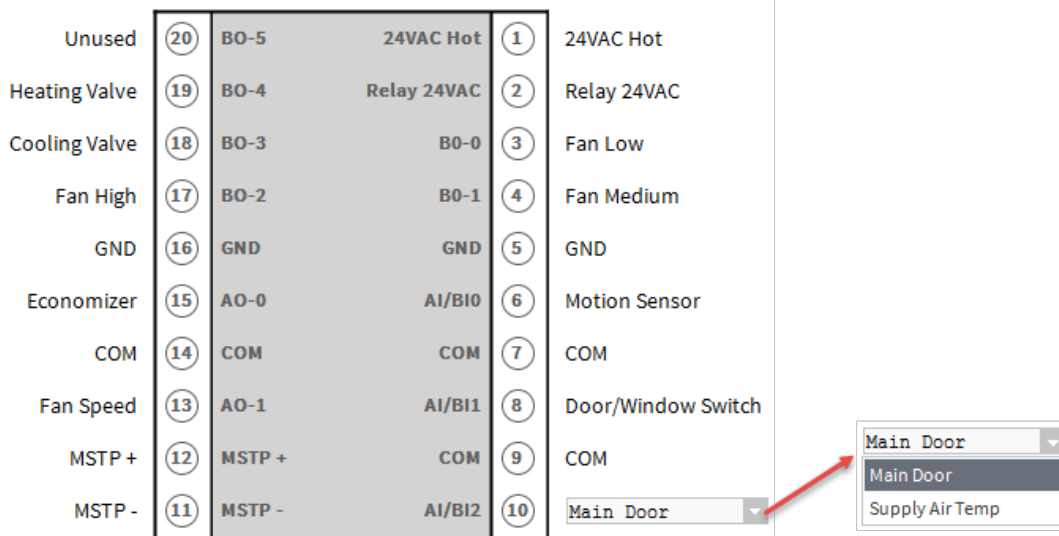 Unused 20 BO-5 24VAC Hot 1 24VAC Hot
Heating Valve 19 BO-4 Relay 24VAC 2 Relay 24VAC
Cooling Valve 18 BO-3 B0-0 3 Fan Low
Fan High 17 BO-2 B0-1 4 Fan Medium
GND 16 GND GND 5 GND
Economizer 15 AO-0 AI/BI0 6 Motion Sensor
COM 14 COM COM 7 COM
Fan Speed 13 AO-1 AI/BI1 8 Door/Window Switch
MSTP + 12 MSTP + COM 9 COM
MSTP - 11 MSTP - AI/BI2 10 Main Door
Main Door
Main Door
Supply Air Temp